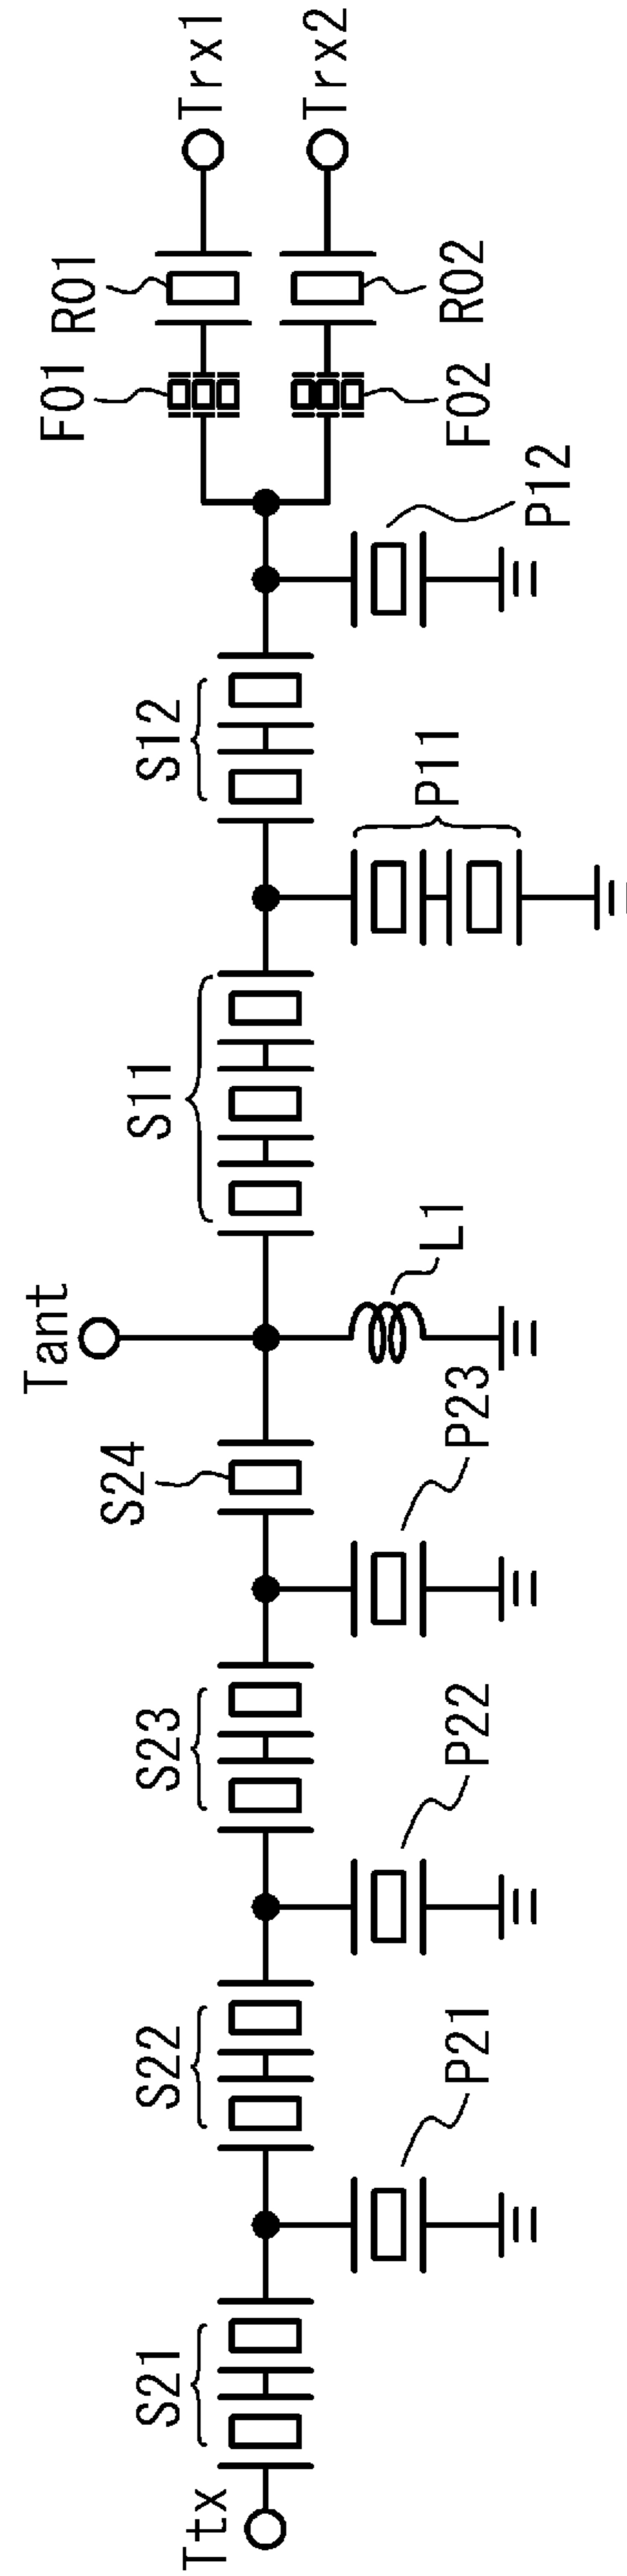 Trx1
Trx2
R01
R02
F01
F02
P12
S12
P11
S11
L1
Tant
P23
S24
S23
P22
S22
P21
S21
Ttx